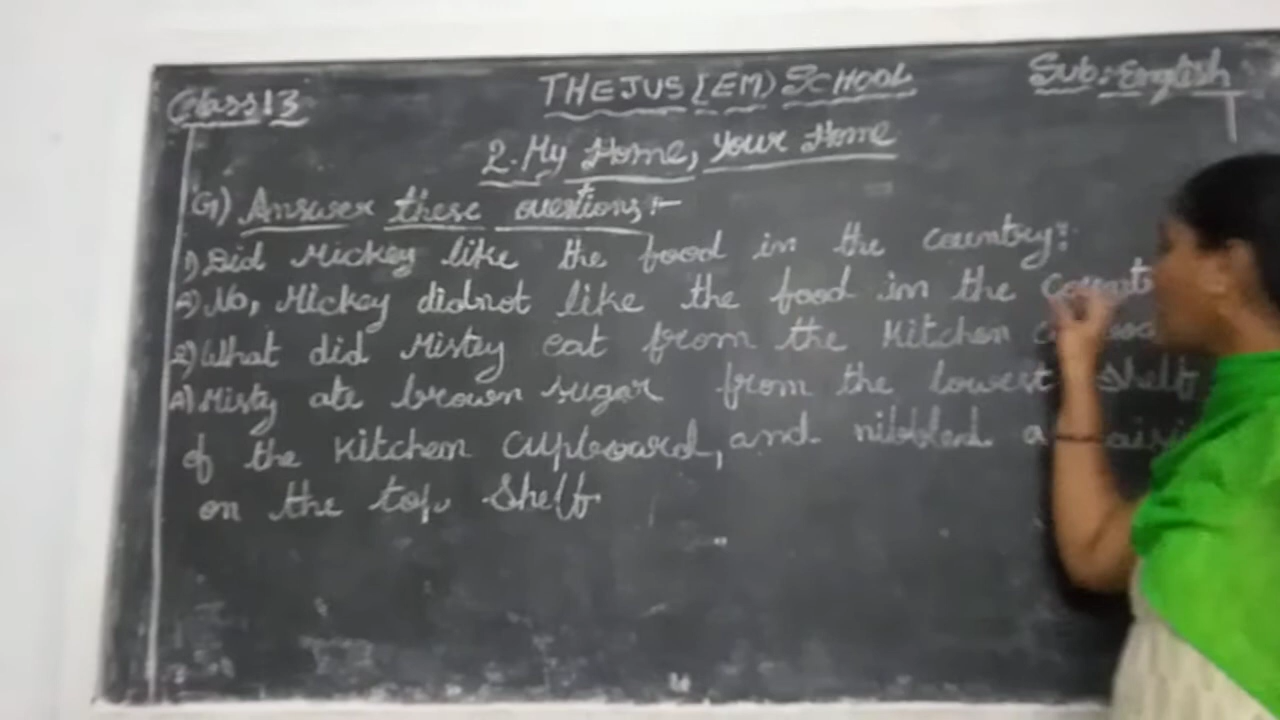 Class: 3
THEJUS (EM) SCHOOL
Sub: English
2. My Home, Your Home
G) Answer these questions:-
1) Did Mickey like the food in the country?
A) No, Mickey didnot like the food in the
2) What did Mistey eat from the Kitchen
A) Misty ate brown sugar from the lowest shelf
of the Kitchen Cupboard, and nibbled
on the top shelf